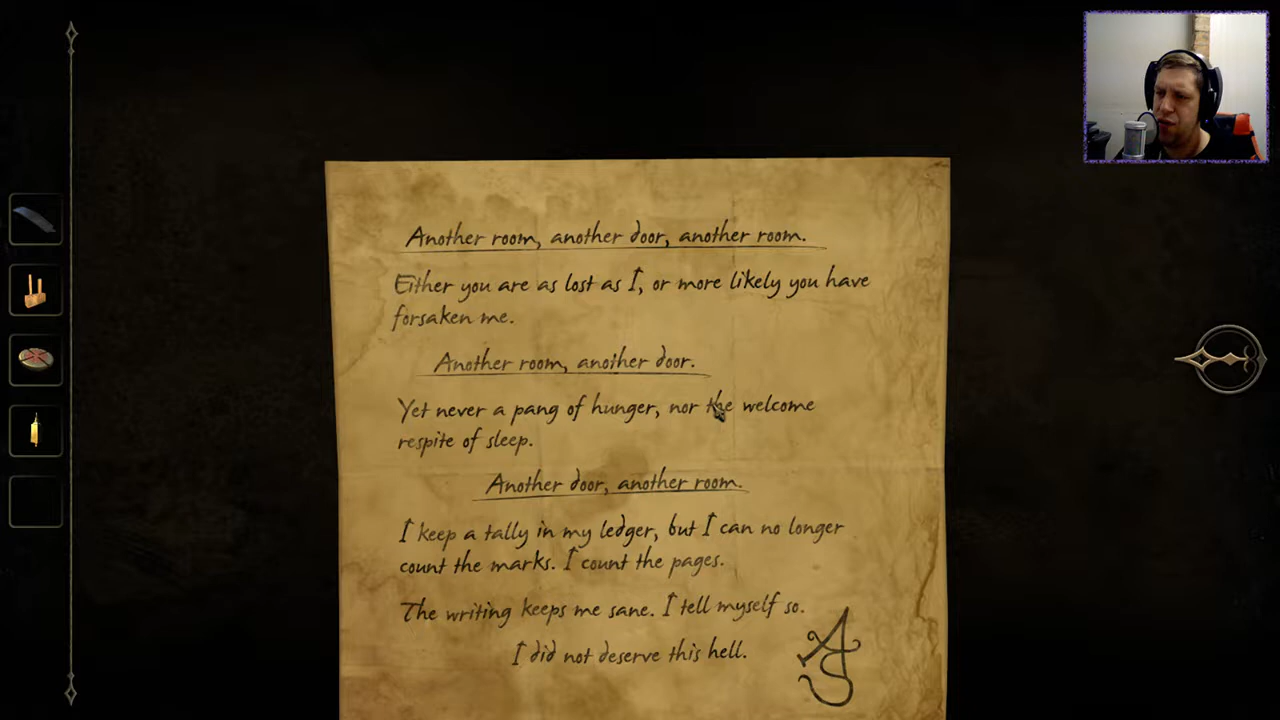 Another room, another door, another room.
Either you are as lost as I, or more likely you have
forsaken me.
Another room, another door.
Yet never a pang of hunger, nor the welcome
respite of sleep.
Another door, another room.
I keep a tally in my ledger, but I can no longer
count the marks. I count the pages.
The writing keeps me sane. I tell myself so.
I did not deserve this hell.
AS